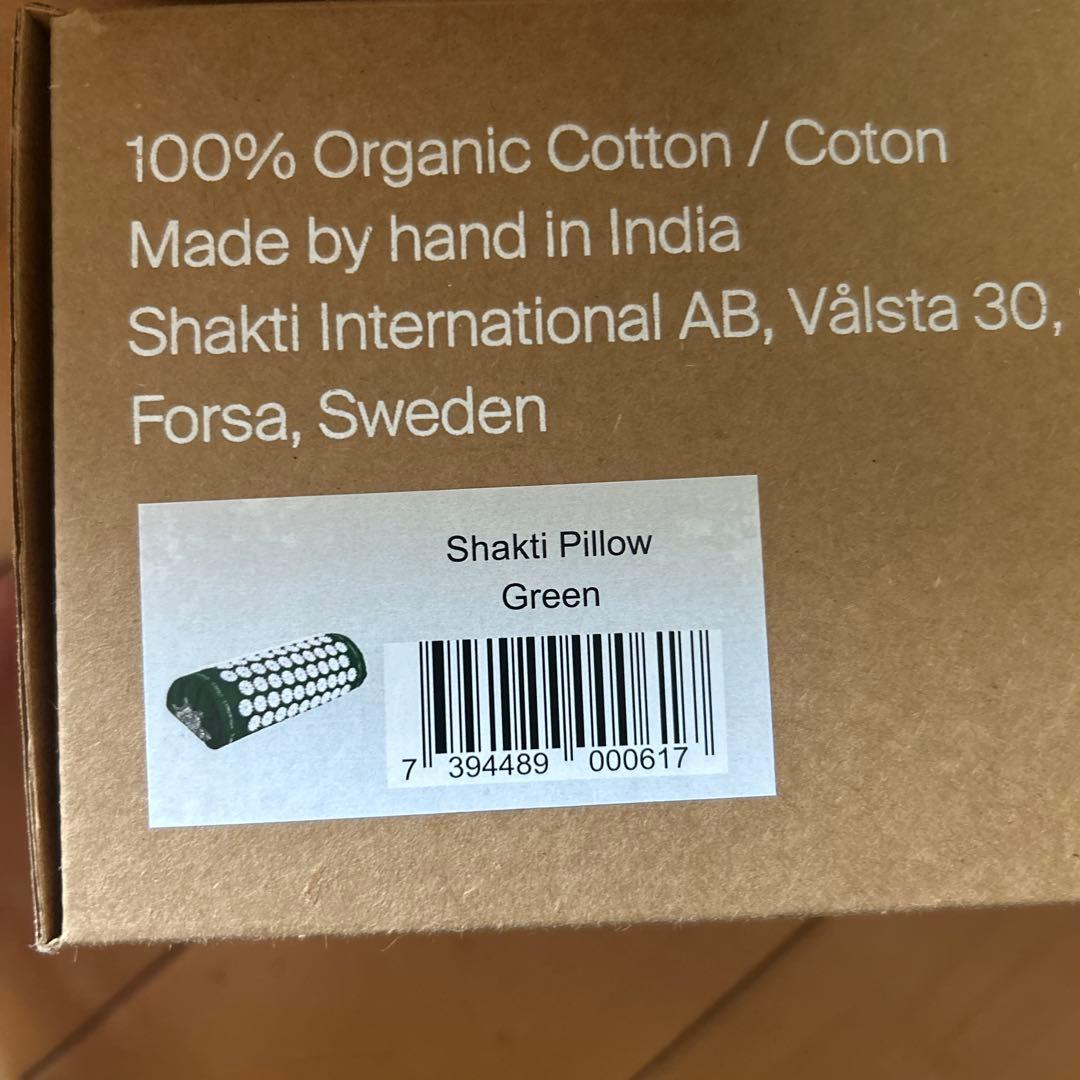 100% Organic Cotton / Coton
Made by hand in India
Shakti International AB, Vålsta 30,
Forsa, Sweden
Shakti Pillow
Green
7 394489 000617